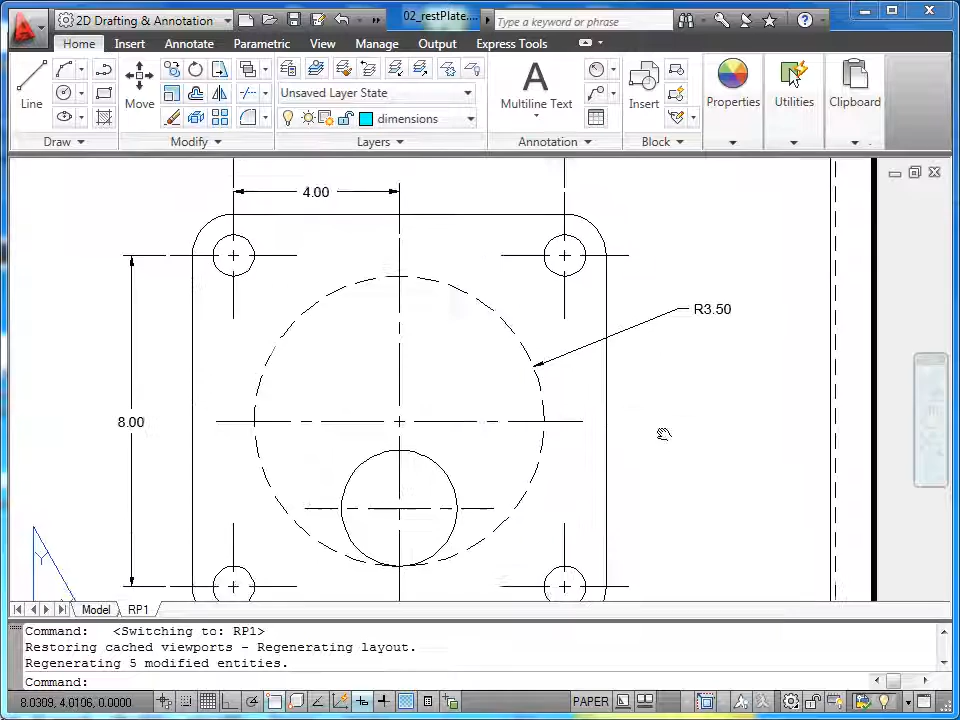 2D Drafting & Annotation
02_restPlate....
Type a keyword or phrase
Home Insert Annotate Parametric View Manage Output Express Tools
Unsaved Layer State
Line Move Multiline Text Insert Properties Utilities Clipboard
dimensions
Draw Modify Layers Annotation Block
4.00
R3.50
8.00
Y
Model RP1
Command: <Switching to: RP1>
Restoring cached viewports - Regenerating layout.
Regenerating 5 modified entities.
Command:
8.0309, 4.0106, 0.0000 PAPER